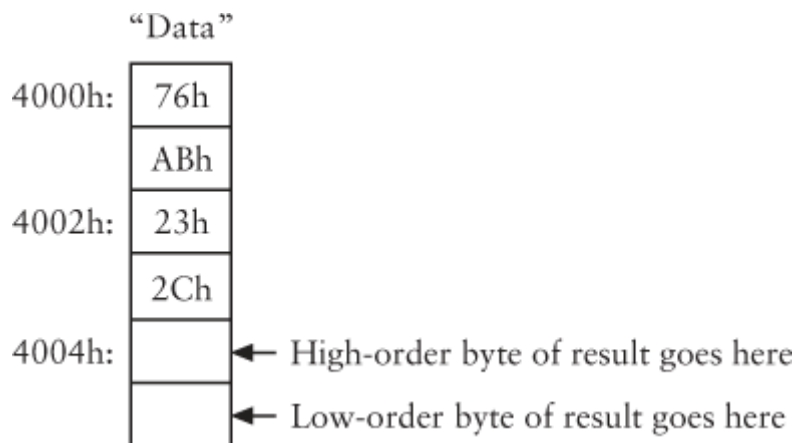 “Data”
4000h: 76h
ABh
4002h: 23h
2Ch
4004h: High-order byte of result goes here
Low-order byte of result goes here